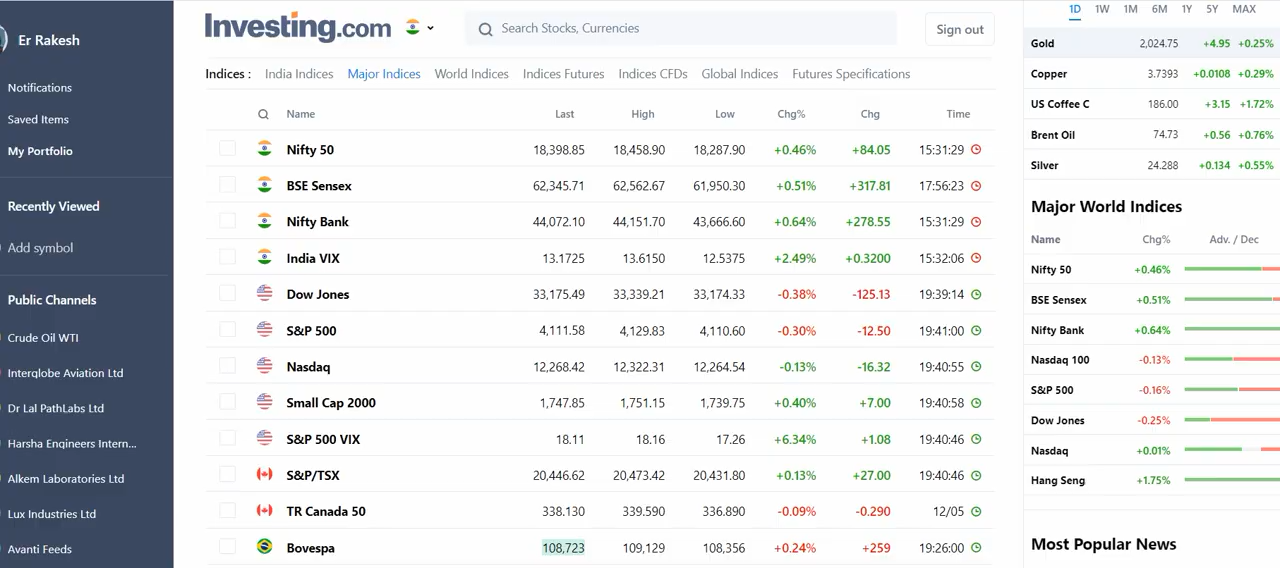 Er Rakesh
Notifications
Saved Items
My Portfolio
Recently Viewed
Add symbol
Public Channels
Crude Oil WTI
Interglobe Aviation Ltd
Dr Lal PathLabs Ltd
Harsha Engineers Intern...
Alkem Laboratories Ltd
Lux Industries Ltd
Avanti Feeds
Investing.com
Search Stocks, Currencies
Sign out
Indices : India Indices Major Indices World Indices Indices Futures Indices CFDs Global Indices Futures Specifications
Name Last High Low Chg% Chg Time
Nifty 50 18,398.85 18,458.90 18,287.90 +0.46% +84.05 15:31:29
BSE Sensex 62,345.71 62,562.67 61,950.30 +0.51% +317.81 17:56:23
Nifty Bank 44,072.10 44,151.70 43,666.60 +0.64% +278.55 15:31:29
India VIX 13.1725 13.6150 12.5375 +2.49% +0.3200 15:32:06
Dow Jones 33,175.49 33,339.21 33,174.33 -0.38% -125.13 19:39:14
S&P 500 4,111.58 4,129.83 4,110.60 -0.30% -12.50 19:41:00
Nasdaq 12,268.42 12,322.31 12,264.54 -0.13% -16.32 19:40:55
Small Cap 2000 1,747.85 1,751.15 1,739.75 +0.40% +7.00 19:40:58
S&P 500 VIX 18.11 18.16 17.26 +6.34% +1.08 19:40:46
S&P/TSX 20,446.62 20,473.42 20,431.80 +0.13% +27.00 19:40:46
TR Canada 50 338.130 339.590 336.890 -0.09% -0.290 12/05
Bovespa 108,723 109,129 108,356 +0.24% +259 19:26:00
1D 1W 1M 6M 1Y 5Y MAX
Gold 2,024.75 +4.95 +0.25%
Copper 3.7393 +0.0108 +0.29%
US Coffee C 186.00 +3.15 +1.72%
Brent Oil 74.73 +0.56 +0.76%
Silver 24.288 +0.134 +0.55%
Major World Indices
Name Chg% Adv. / Dec
Nifty 50 +0.46%
BSE Sensex +0.51%
Nifty Bank +0.64%
Nasdaq 100 -0.13%
S&P 500 -0.16%
Dow Jones -0.25%
Nasdaq +0.01%
Hang Seng +1.75%
Most Popular News